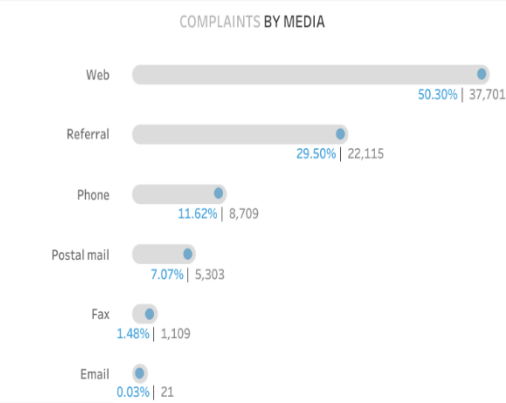 COMPLAINTS BY MEDIA
Web
50.30% | 37,701
Referral
29.50% | 22,115
Phone
11.62% | 8,709
Postal mail
7.07% | 5,303
Fax
1.48% | 1,109
Email
0.03% | 21